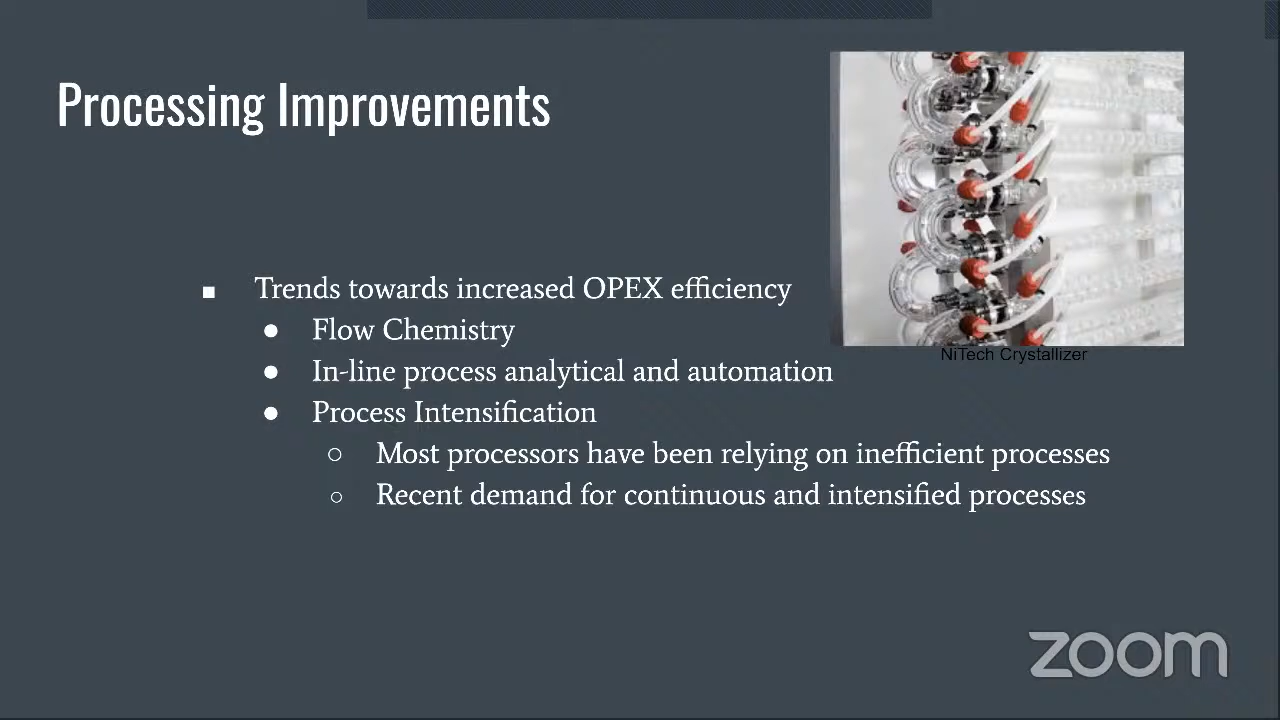 Processing Improvements
NiTech Crystallizer
Trends towards increased OPEX efficiency
Flow Chemistry
In-line process analytical and automation
Process Intensification
Most processors have been relying on inefficient processes
Recent demand for continuous and intensified processes
zoom